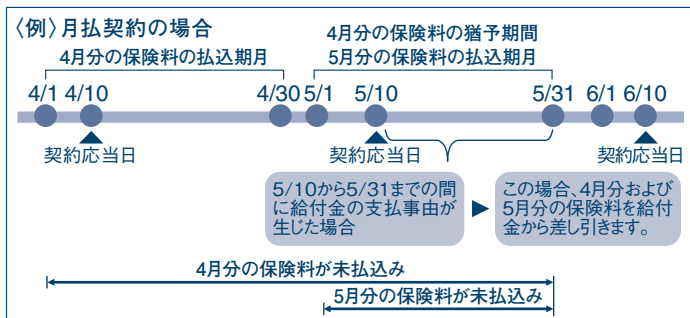 〈例〉月払契約の場合
4月分の保険料の猶予期間
4月分の保険料の払込期月
5月分の保険料の払込期月
4/1 4/10 4/30 5/1 5/10 5/31 6/1 6/10
契約応当日 契約応当日 契約応当日
5/10から5/31までの間
に給付金の支払事由が
生じた場合
この場合、4月分および
5月分の保険料を給付
金から差し引きます。
4月分の保険料が未払込み
5月分の保険料が未払込み